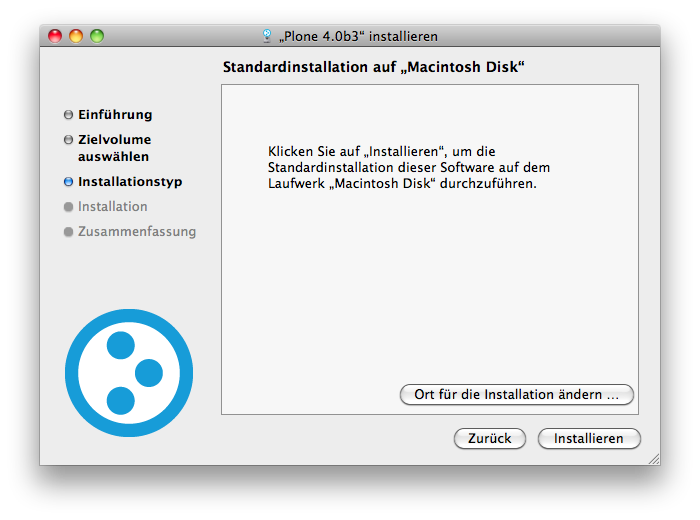 „Plone 4.0b3“ installieren
Standardinstallation auf „Macintosh Disk“
Einführung
Zielvolume
auswählen
Installationstyp
Installation
Zusammenfassung
Klicken Sie auf „Installieren“, um die
Standardinstallation dieser Software auf dem
Laufwerk „Macintosh Disk“ durchzuführen.
Ort für die Installation ändern ...
Zurück
Installieren